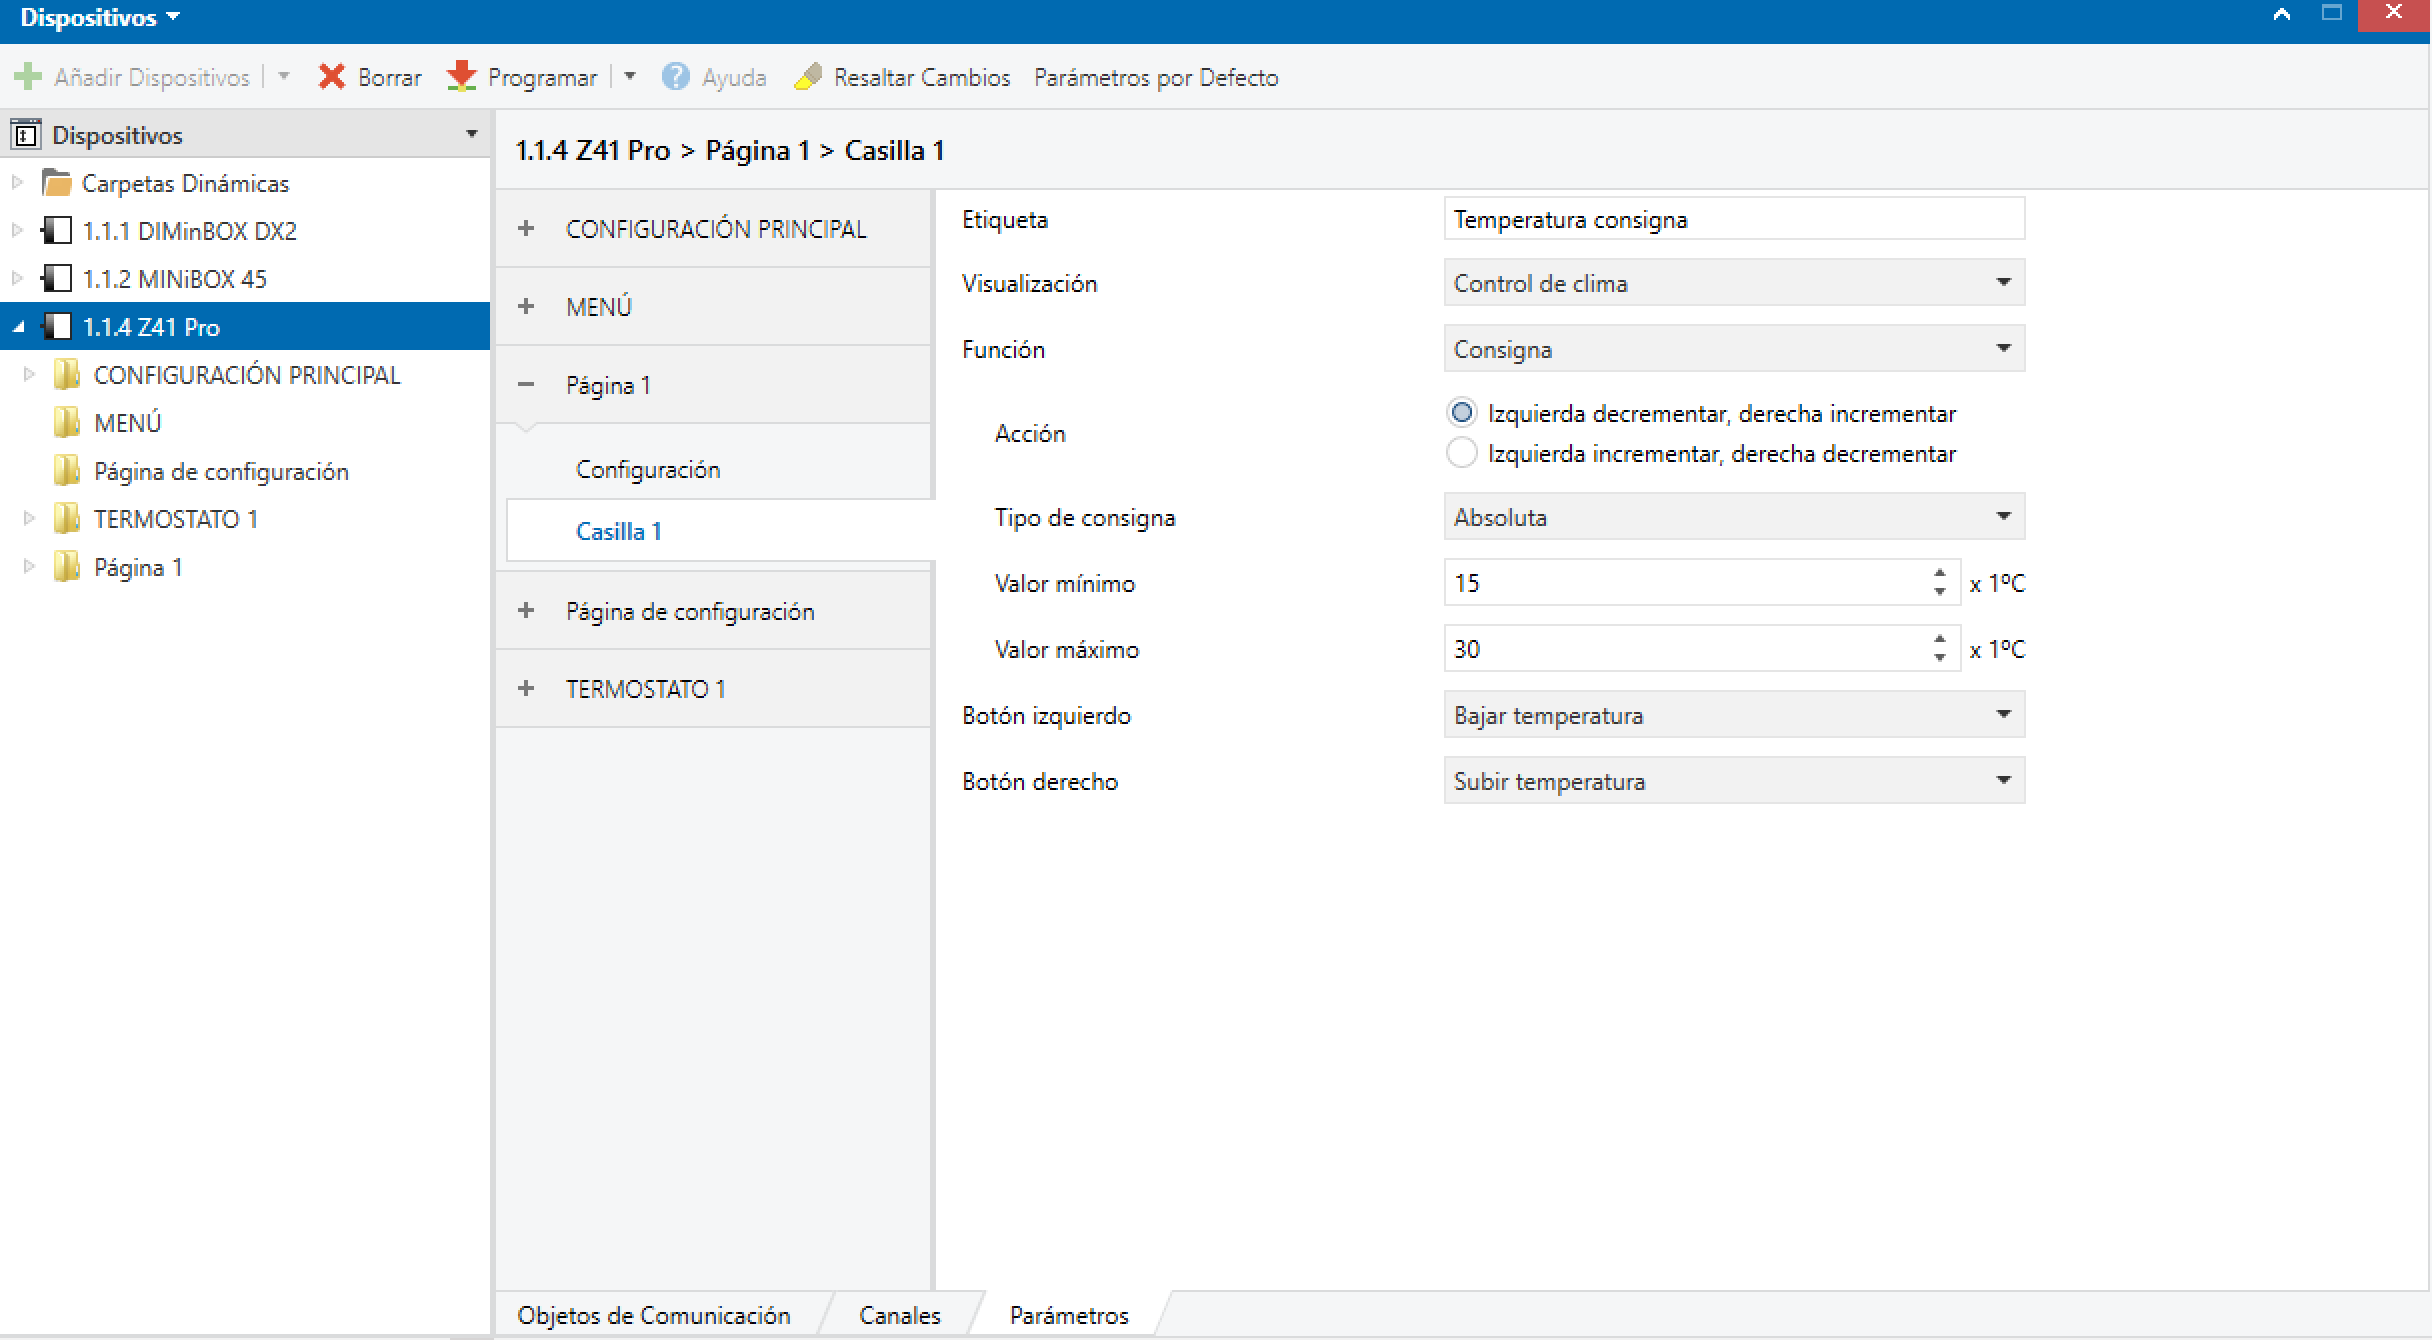 Dispositivos
Añadir Dispositivos
Borrar
Programar
Ayuda
Resaltar Cambios
Parámetros por Defecto
Dispositivos
Carpetas Dinámicas
1.1.1 DIMinBOX DX2
1.1.2 MINiBOX 45
1.1.4 Z41 Pro
CONFIGURACIÓN PRINCIPAL
MENÚ
Página de configuración
TERMOSTATO 1
Página 1
1.1.4 Z41 Pro > Página 1 > Casilla 1
+ CONFIGURACIÓN PRINCIPAL
+ MENÚ
− Página 1
Configuración
Casilla 1
+ Página de configuración
+ TERMOSTATO 1
Etiqueta Temperatura consigna
Visualización Control de clima
Función Consigna
Acción
Izquierda decrementar, derecha incrementar
Izquierda incrementar, derecha decrementar
Tipo de consigna Absoluta
Valor mínimo 15 x 1ºC
Valor máximo 30 x 1ºC
Botón izquierdo Bajar temperatura
Botón derecho Subir temperatura
Objetos de Comunicación
Canales
Parámetros